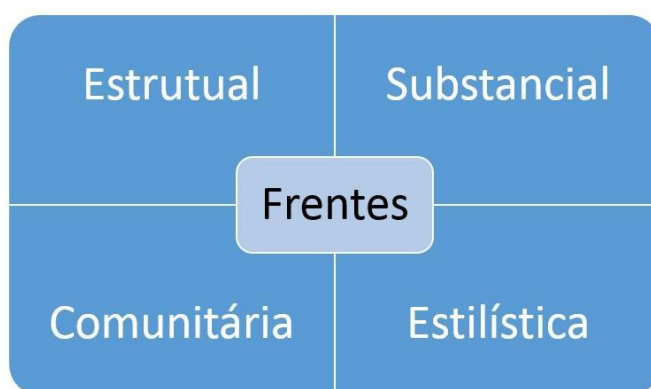 Estrutual
Substancial
Frentes
Comunitária
Estilística